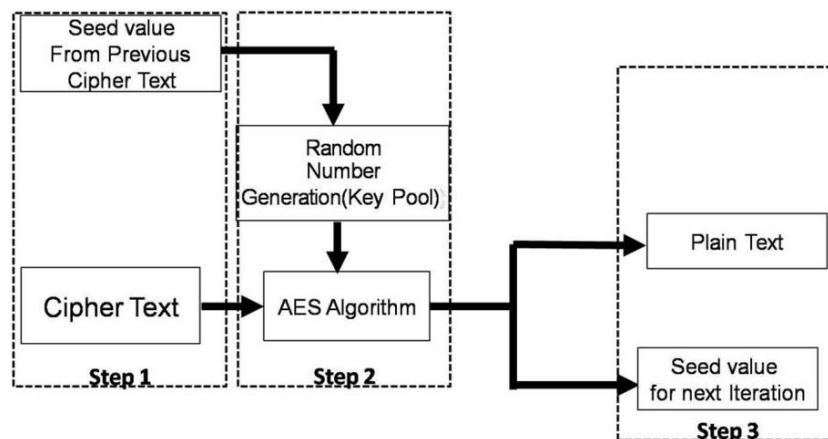 Seed value
From Previous
Cipher Text
Random
Number
Generation(Key Pool)
Cipher Text
AES Algorithm
Plain Text
Seed value
for next Iteration
Step 1
Step 2
Step 3